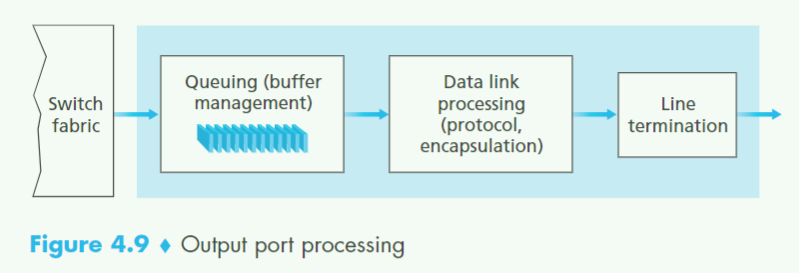 Switch
fabric
Queuing (buffer
management)
Data link
processing
(protocol,
encapsulation)
Line
termination
Figure 4.9 ♦ Output port processing